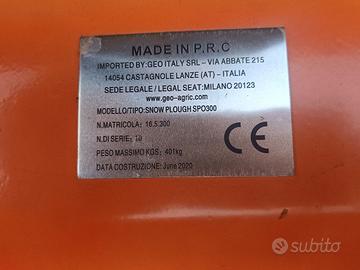 MADE IN P.R.C
IMPORTED BY:GEO ITALY SRL - VIA ABBATE 215
14054 CASTAGNOLE LANZE (AT) - ITALIA
SEDE LEGALE / LEGAL SEAT:MILANO 20123
www.geo-agric.com
MODELLO/TIPO:SNOW PLOUGH SPO300
N.MATRICOLA: 16.5.300
N.DI SERIE: 19
PESO MASSIMO KGS: 401kg
DATA COSTRUZIONE: June 2020
CE
subito